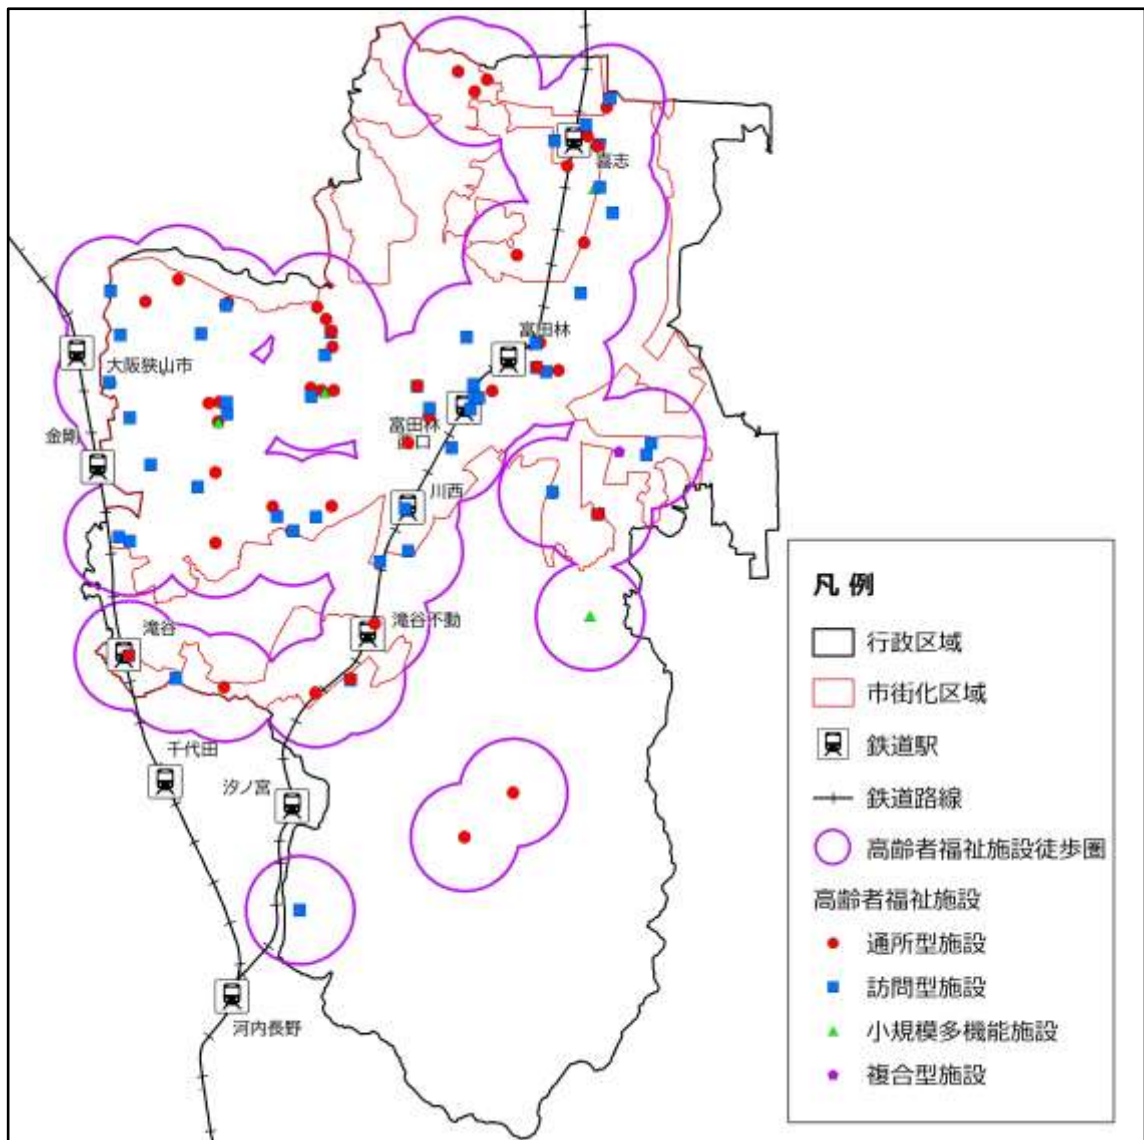 喜志
富田林
大阪狭山市
富田林
西口
金剛
川西
滝谷不動
滝谷
千代田
汐ノ宮
河内長野
凡 例
行政区域
市街化区域
鉄道駅
鉄道路線
高齢者福祉施設徒歩圏
高齢者福祉施設
通所型施設
訪問型施設
小規模多機能施設
複合型施設